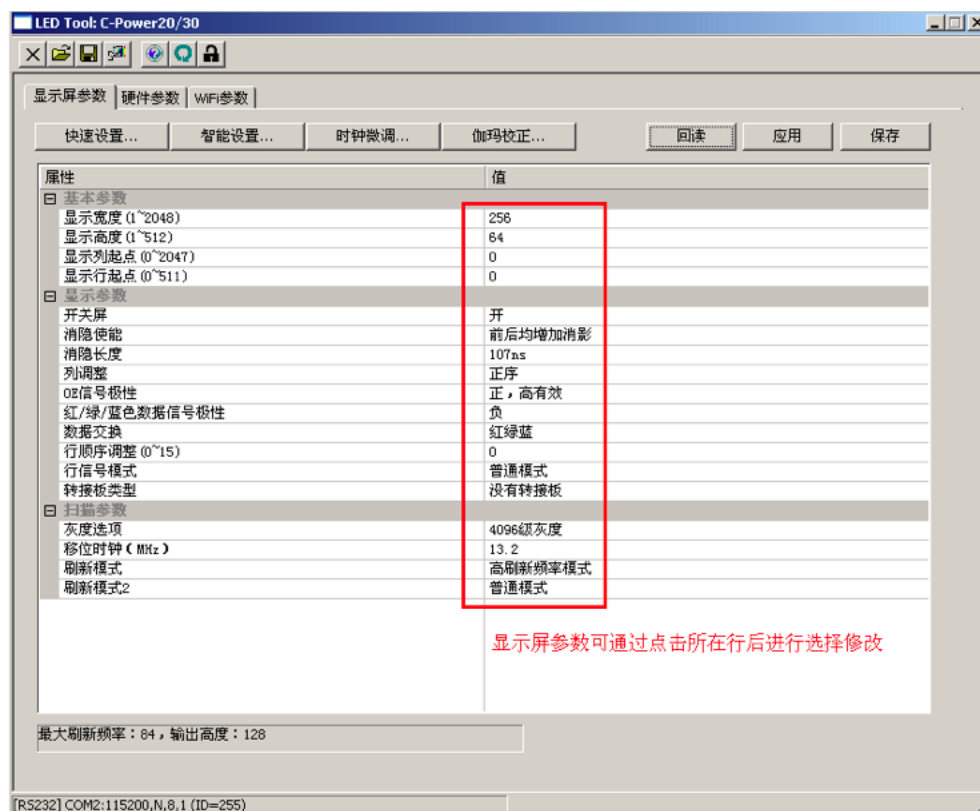 LED Tool: C-Power20/30
显示屏参数 硬件参数 WiFi参数
快速设置... 智能设置... 时钟微调... 伽玛校正... 回读 应用 保存
属性 值
基本参数
显示宽度(1~2048) 256
显示高度(1~512) 64
显示列起点(0~2047) 0
显示行起点(0~511) 0
显示参数
开关屏 开
消隐使能 前后均增加消影
消隐长度 107ns
列调整 正序
OE信号极性 正,高有效
红/绿/蓝色数据信号极性 负
数据交换 红绿蓝
行顺序调整(0~15) 0
行信号模式 普通模式
转接板类型 没有转接板
扫描参数
灰度选项 4096级灰度
移位时钟(MHz) 13.2
刷新模式 高刷新频率模式
刷新模式2 普通模式
显示屏参数可通过点击所在行后进行选择修改
最大刷新频率:84,输出高度:128
[RS232] COM2:115200,N,8,1 (ID=255)